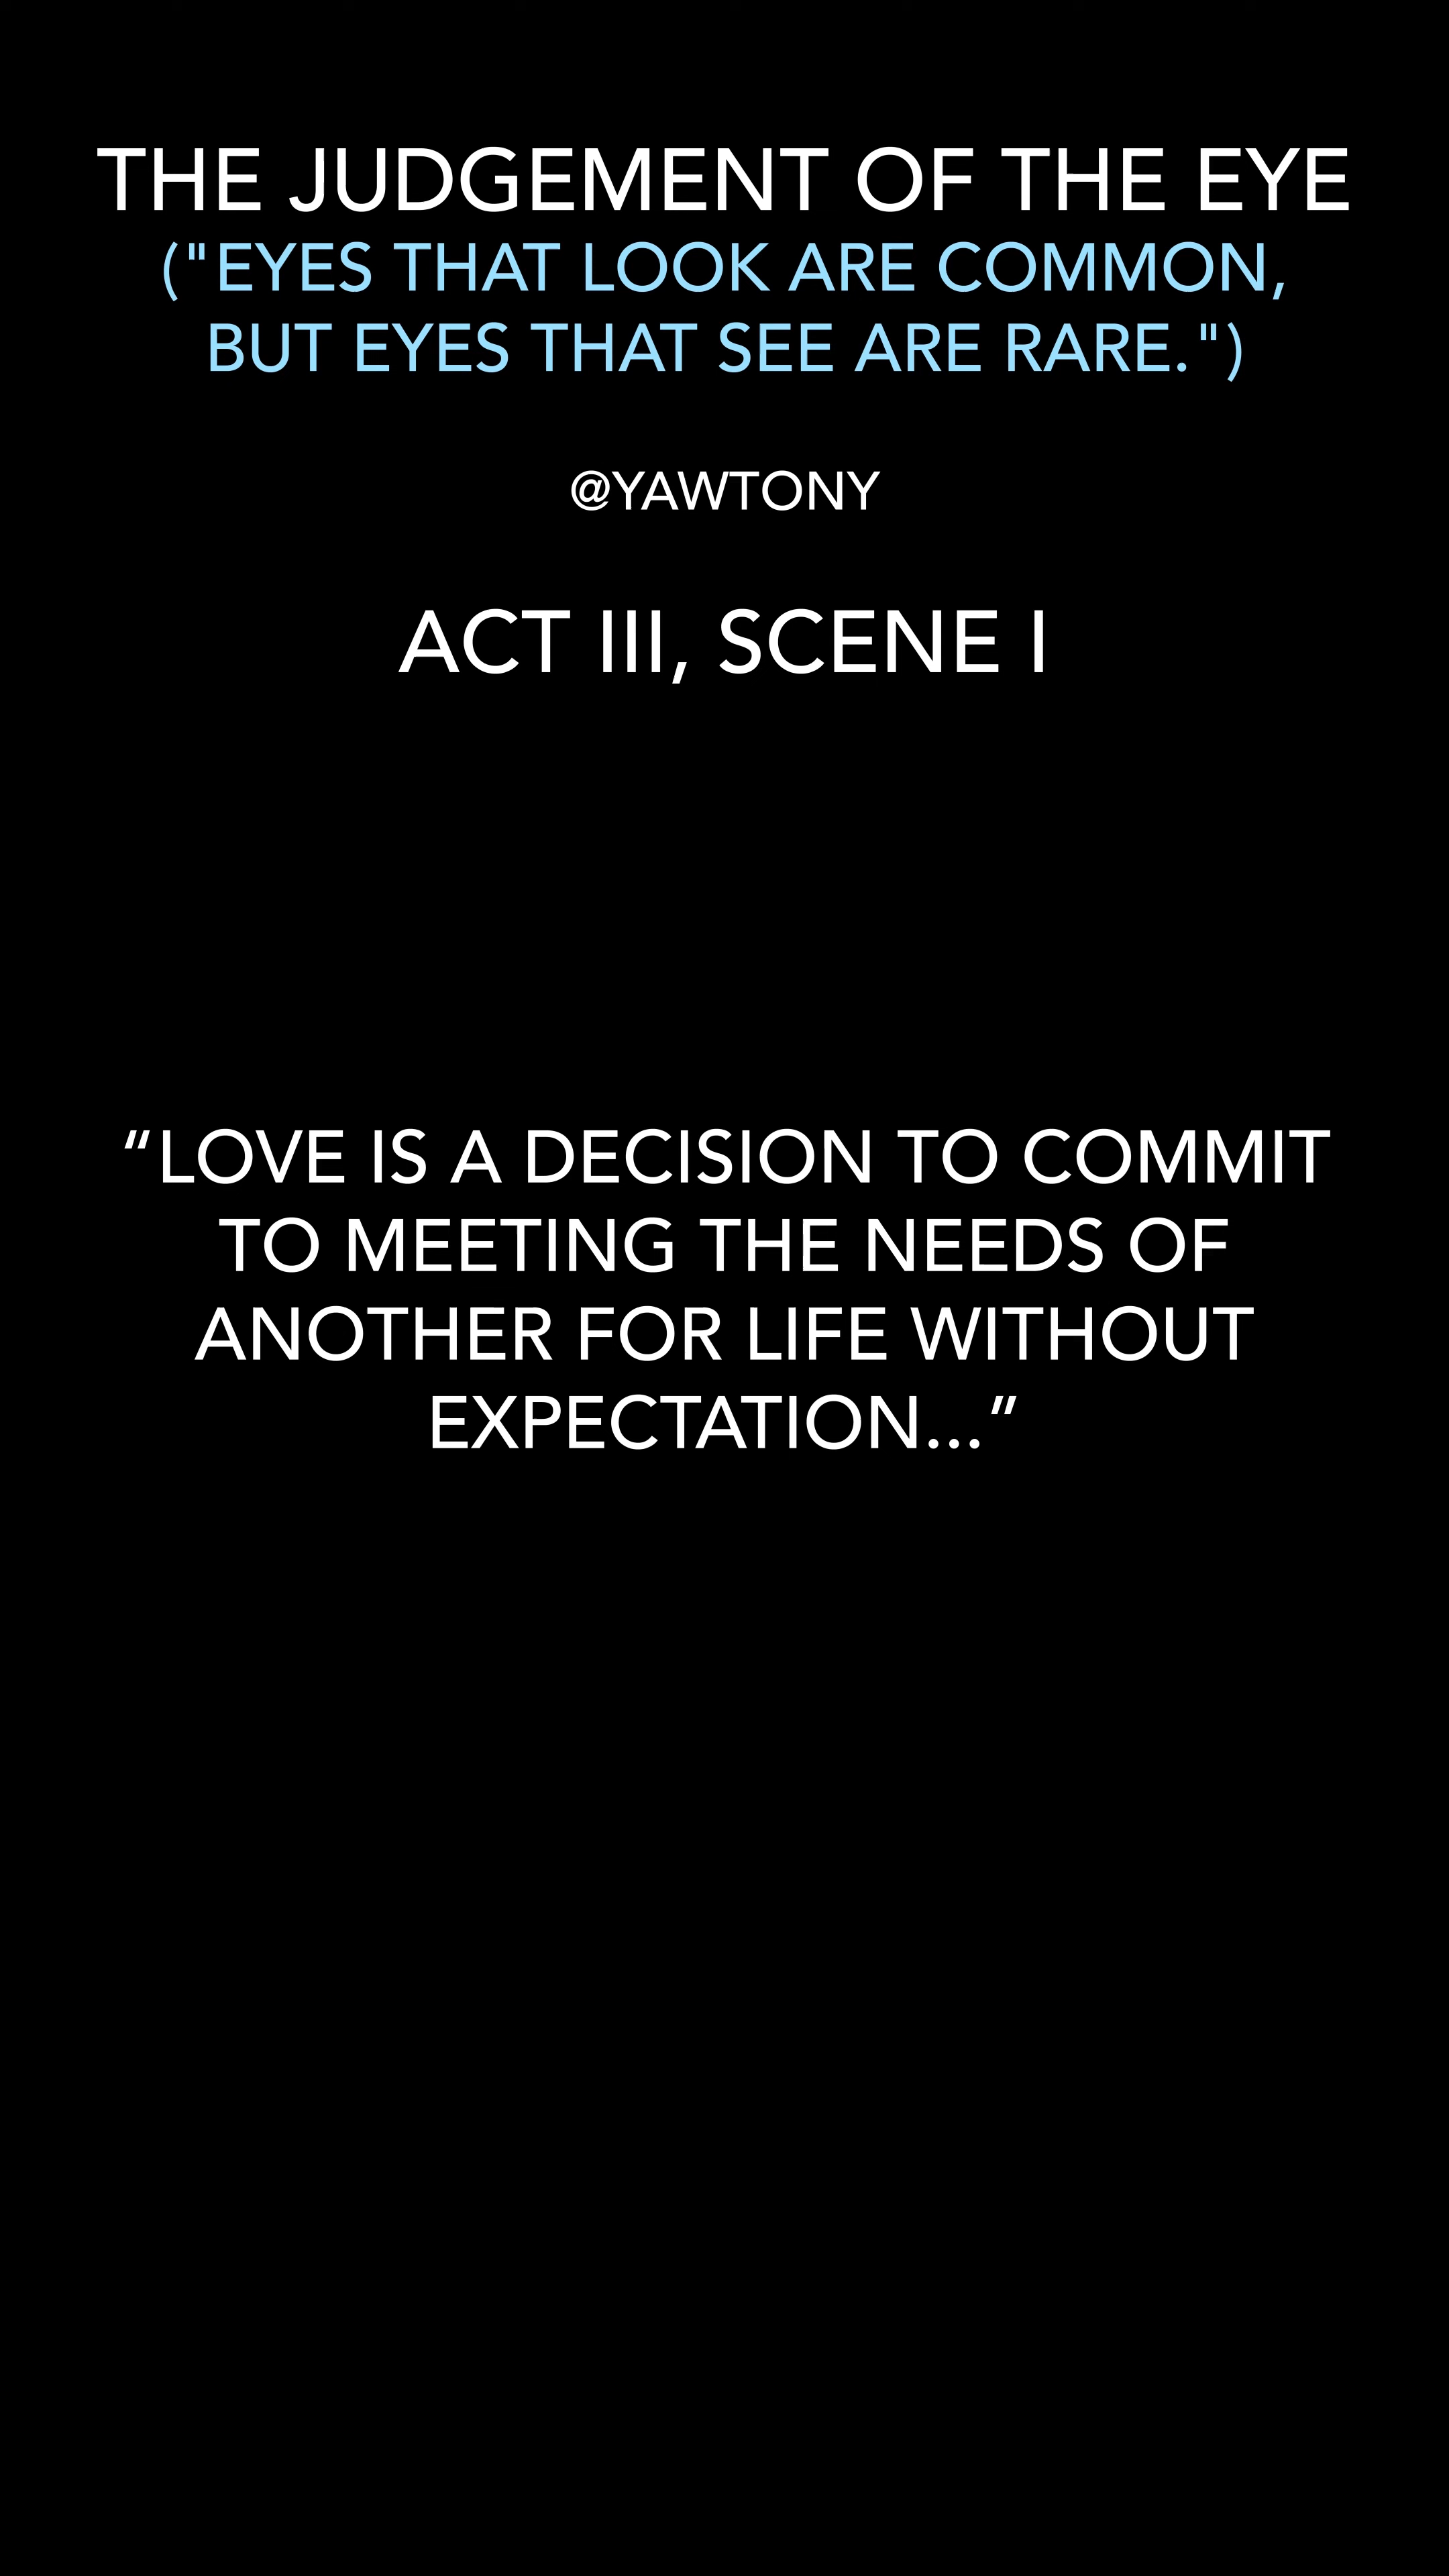 THE JUDGEMENT OF THE EYE
("EYES THAT LOOK ARE COMMON,
BUT EYES THAT SEE ARE RARE.")
@YAWTONY
ACT III, SCENE I
“LOVE IS A DECISION TO COMMIT
TO MEETING THE NEEDS OF
ANOTHER FOR LIFE WITHOUT
EXPECTATION...”